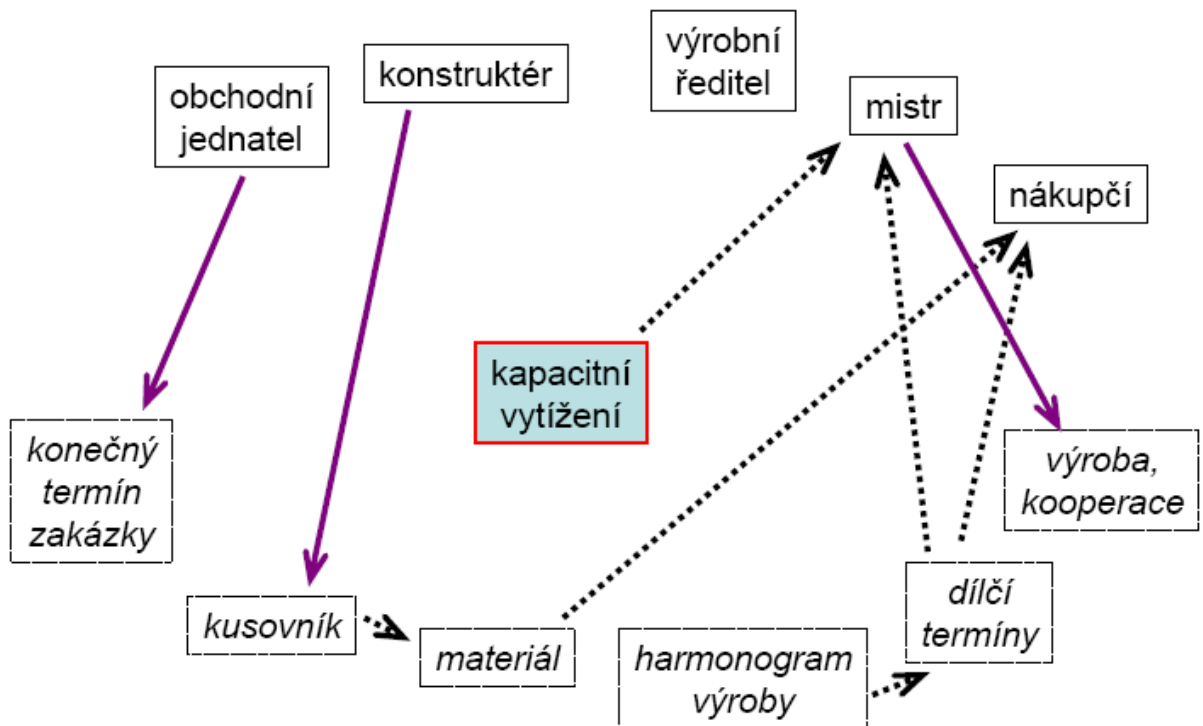 obchodní
jednatel
konstruktér
výrobní
ředitel
mistr
nákupčí
kapacitní
vytížení
konečný
termín
zakázky
výroba,
kooperace
kusovník
materiál
harmonogram
výroby
dílčí
termíny